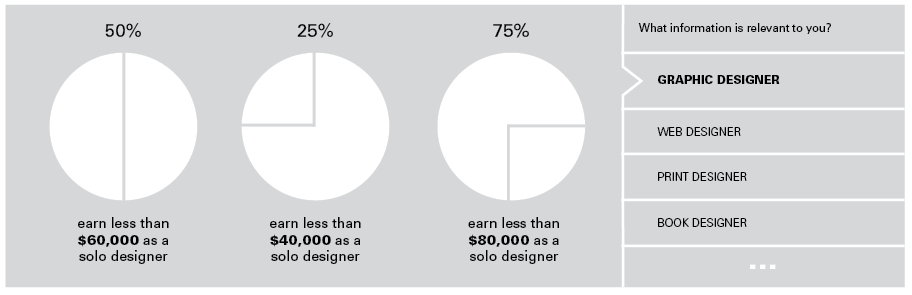 50%
25%
75%
earn less than
$60,000 as a
solo designer
earn less than
$40,000 as a
solo designer
earn less than
$80,000 as a
solo designer
What information is relevant to you?
GRAPHIC DESIGNER
WEB DESIGNER
PRINT DESIGNER
BOOK DESIGNER
...